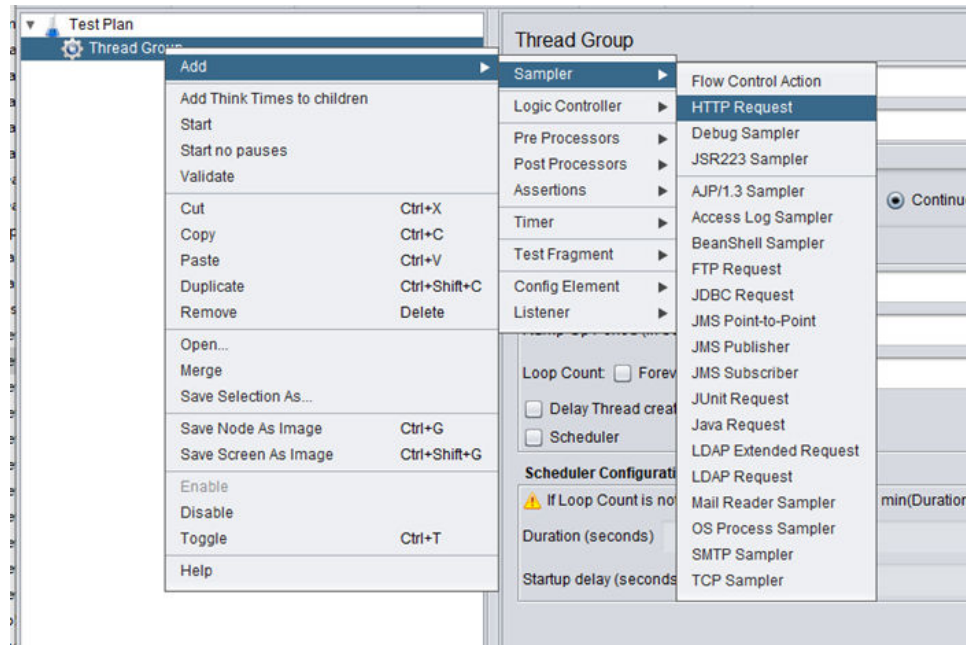 Test Plan
Thread Group
Thread Group
Add
Add Think Times to children
Start
Start no pauses
Validate
Cut Ctrl+X
Copy Ctrl+C
Paste Ctrl+V
Duplicate Ctrl+Shift+C
Remove Delete
Open...
Merge
Save Selection As...
Save Node As Image Ctrl+G
Save Screen As Image Ctrl+Shift+G
Enable
Disable
Toggle Ctrl+T
Help
Sampler
Logic Controller
Pre Processors
Post Processors
Assertions
Timer
Test Fragment
Config Element
Listener
Flow Control Action
HTTP Request
Debug Sampler
JSR223 Sampler
AJP/1.3 Sampler
Access Log Sampler
BeanShell Sampler
FTP Request
JDBC Request
JMS Point-to-Point
JMS Publisher
JMS Subscriber
JUnit Request
Java Request
LDAP Extended Request
LDAP Request
Mail Reader Sampler
OS Process Sampler
SMTP Sampler
TCP Sampler
Continu
Loop Count: Forev
Delay Thread creat
Scheduler
Scheduler Configurati
If Loop Count is no min(Duration
Duration (seconds)
Startup delay (seconds